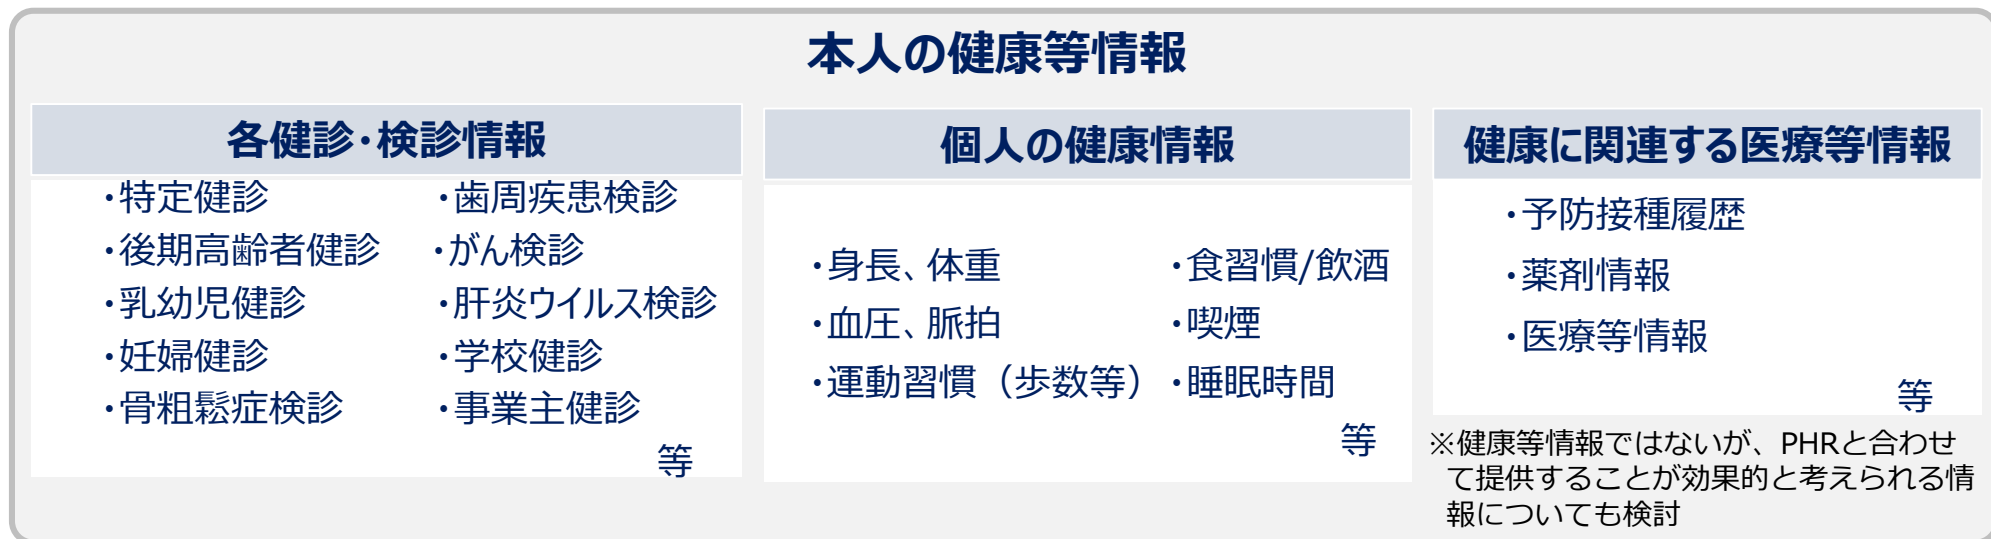 本人の健康等情報
各健診・検診情報
・特定健診
・後期高齢者健診
・乳幼児健診
・妊婦健診
・骨粗鬆症検診
・歯周疾患検診
・がん検診
・肝炎ウイルス検診
・学校健診
・事業主健診
等
個人の健康情報
・身長、体重
・血圧、脈拍
・運動習慣（歩数等）
・食習慣/飲酒
・喫煙
・睡眠時間
等
健康に関連する医療等情報
・予防接種履歴
・薬剤情報
・医療等情報
等
※健康等情報ではないが、PHRと合わせ
て提供することが効果的と考えられる情
報についても検討